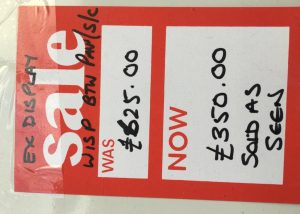 EX DISPLAY
sale
WISP BTW PAN/S/C
WAS
£625.00
NOW
£350.00
SOLD AS
SEEN